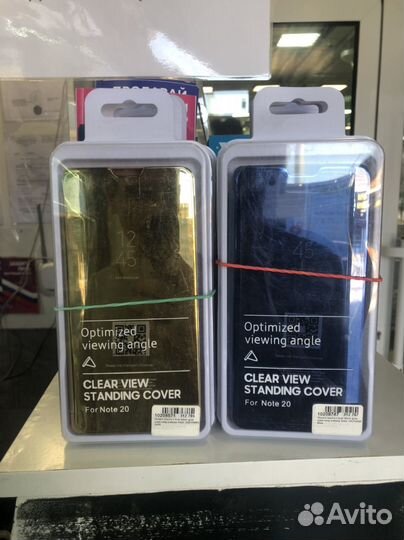 ПРОДАВАЙ
12
45
Optimized
viewing angle
CLEAR VIEW
STANDING COVER
For Note 20
45
Optimized
viewing angle
CLEAR VIEW
STANDING COVER
For Note 20
Avito